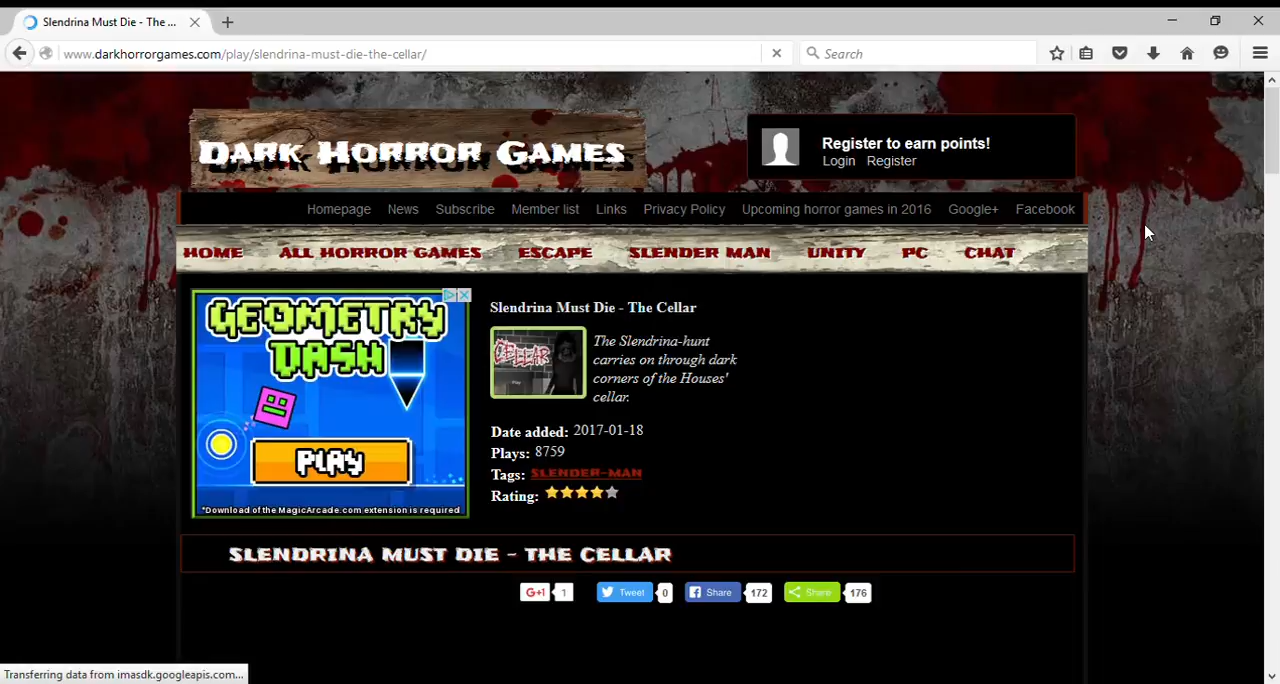 Slendrina Must Die - The ...
www.darkhorrorgames.com/play/slendrina-must-die-the-cellar/
Search
DARK HORROR GAMES
Register to earn points!
Login Register
Homepage News Subscribe Member list Links Privacy Policy Upcoming horror games in 2016 Google+ Facebook
HOME ALL HORROR GAMES ESCAPE SLENDER MAN UNITY PC CHAT
GEOMETRY
DASH
PLAY
*Download of the MagicArcade.com extension is required
Slendrina Must Die - The Cellar
CELLAR
Play
The Slendrina-hunt
carries on through dark
corners of the Houses'
cellar.
Date added: 2017-01-18
Plays: 8759
Tags: SLENDER-MAN
Rating:
SLENDRINA MUST DIE - THE CELLAR
G+1 1 Tweet 0 Share 172 Share 176
Transferring data from imasdk.googleapis.com...